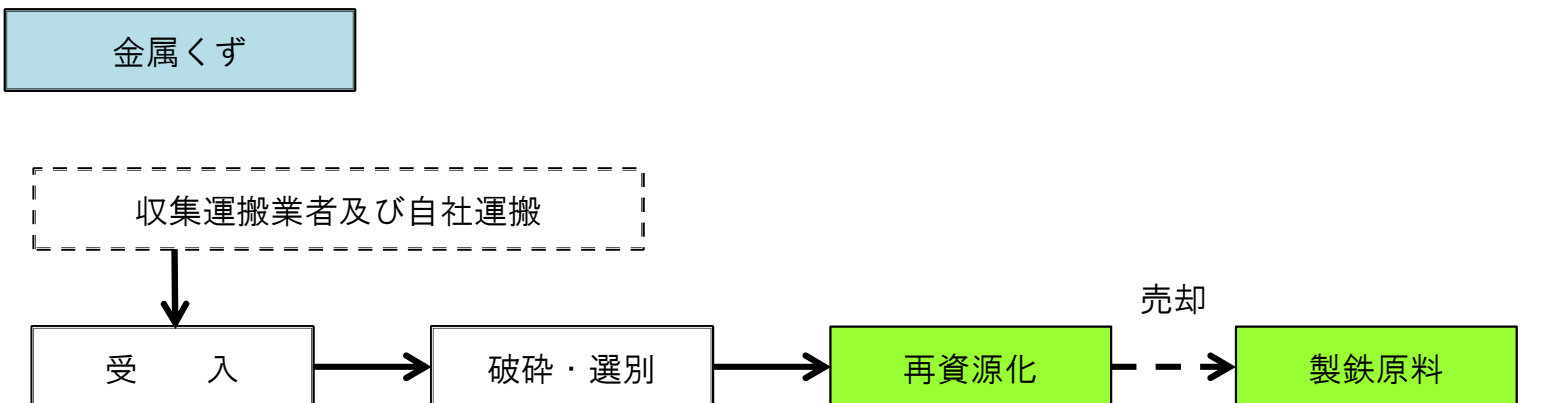 金属くず
収集運搬業者及び自社運搬
売却
受　　入
破砕・選別
再資源化
製鉄原料